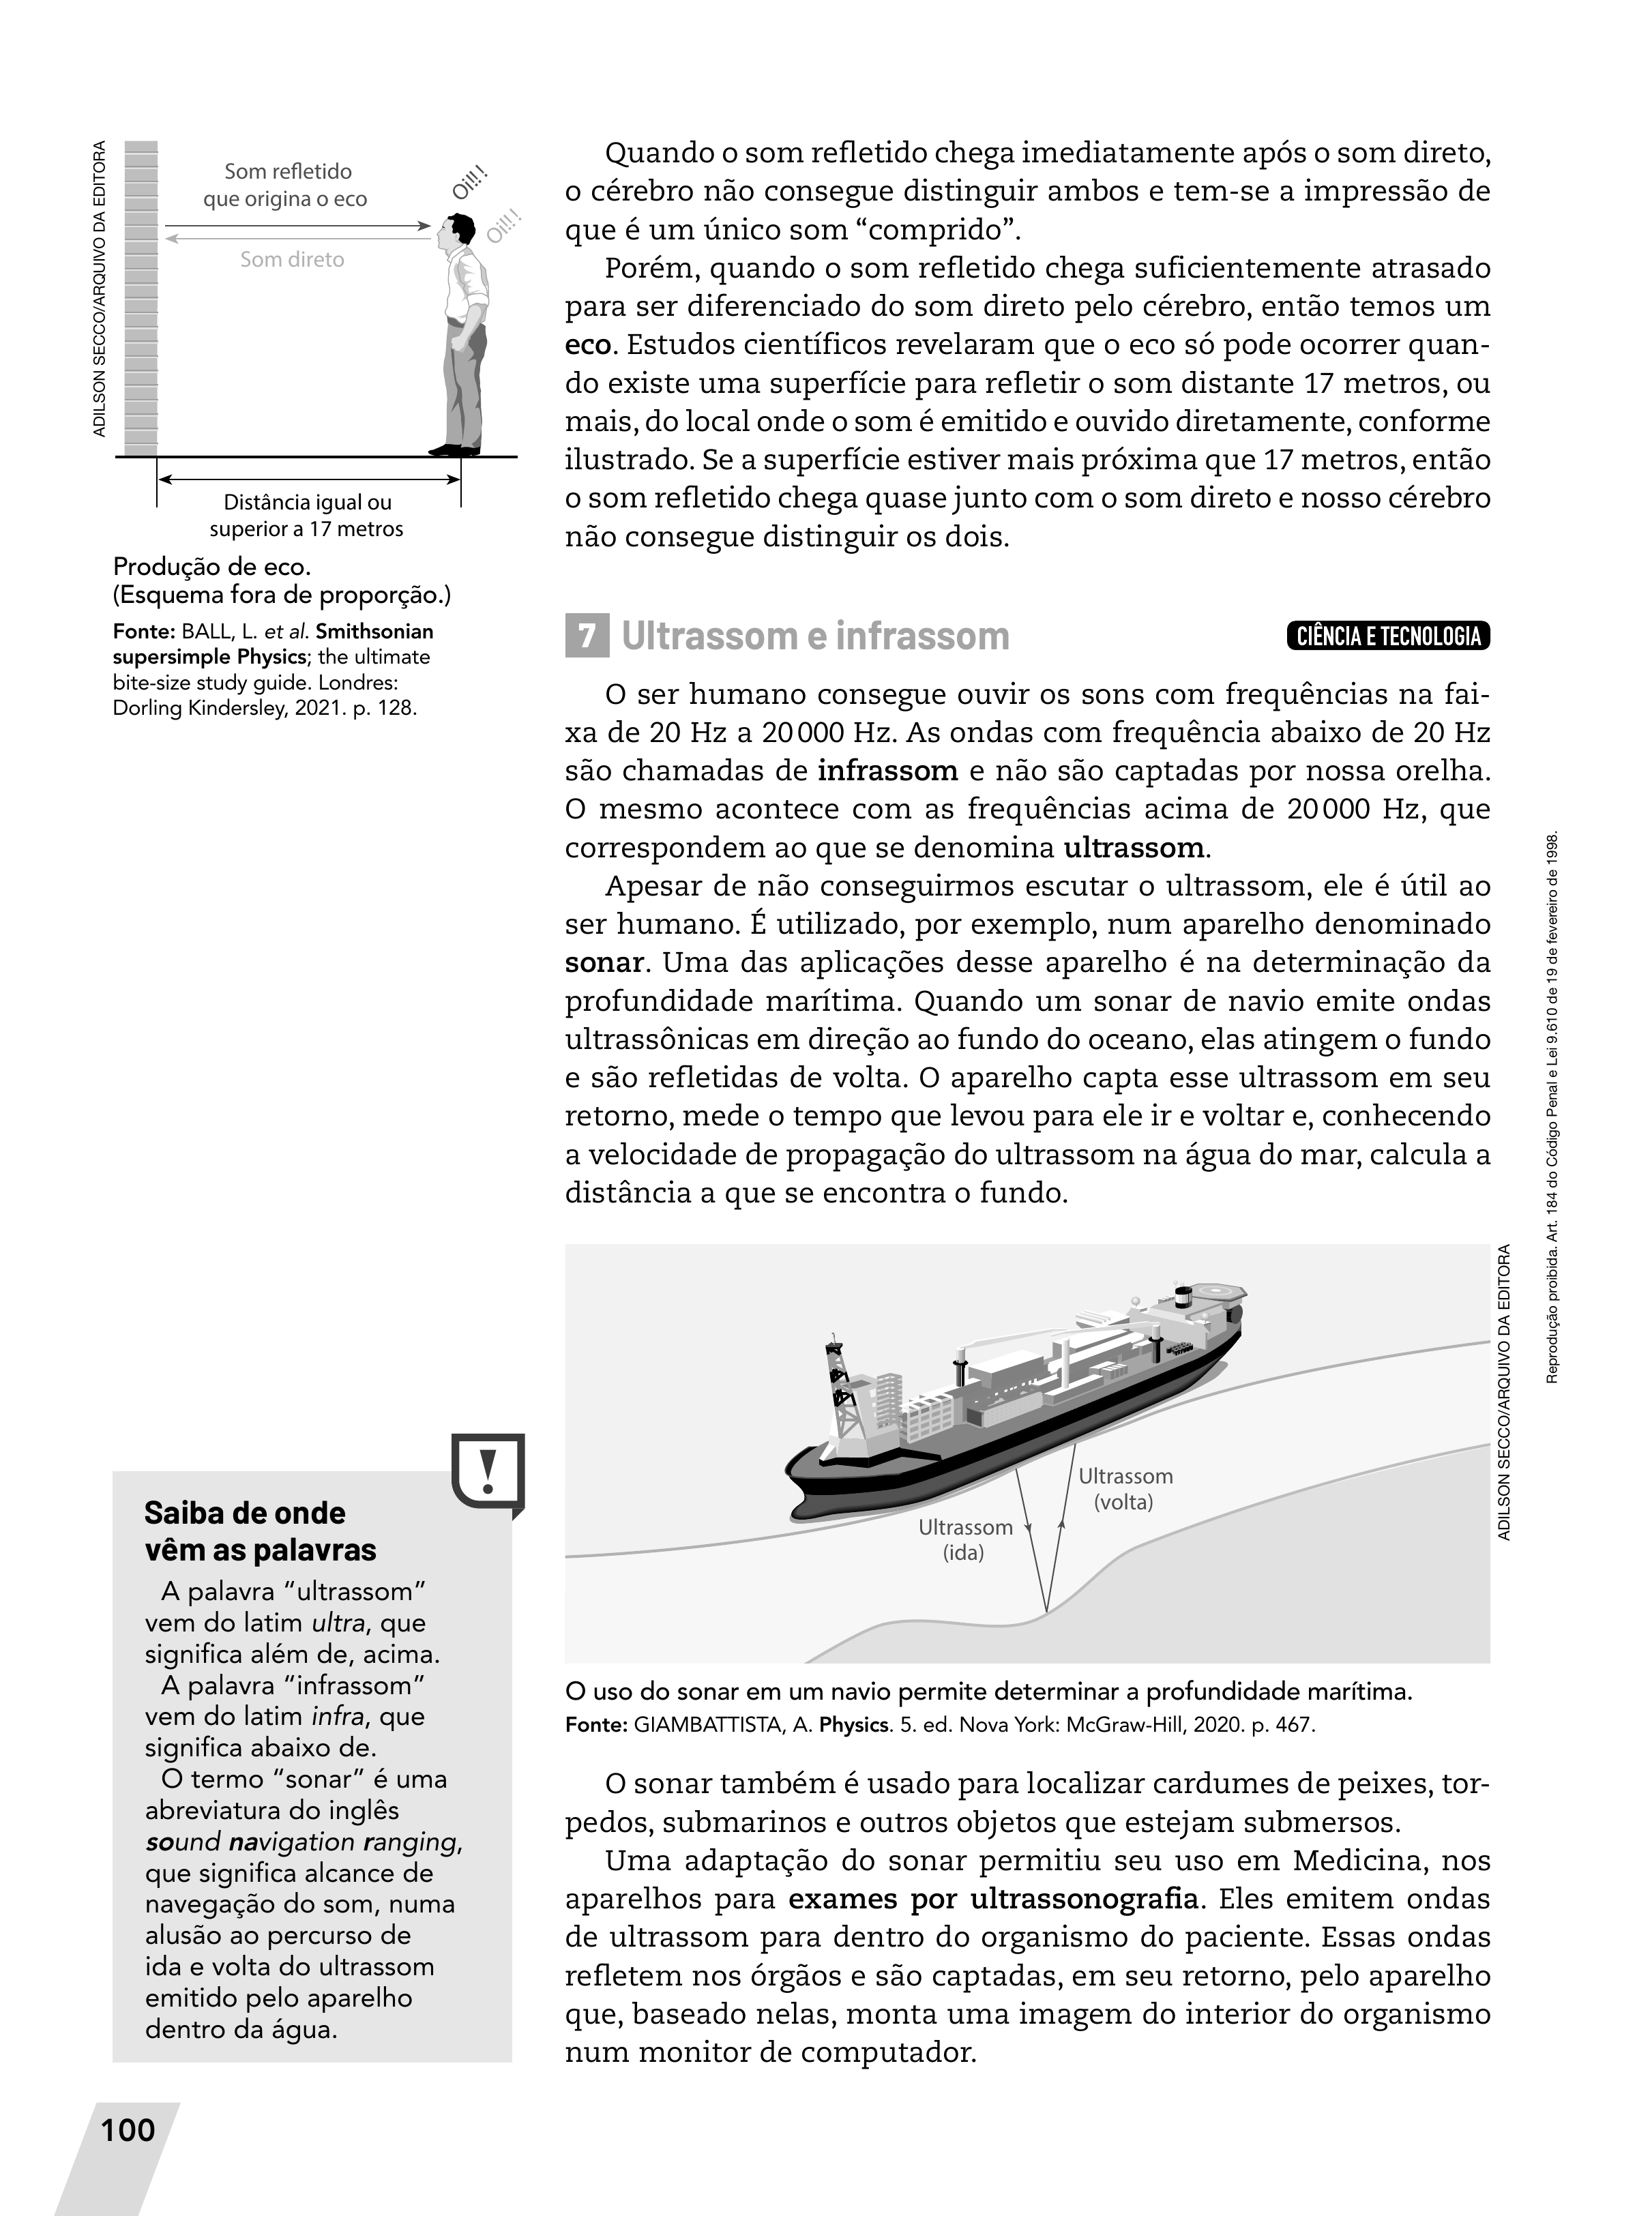 ADILSON SECCO/ARQUIVO DA EDITORA
Som refletido
que origina o eco
Oi!!!
Oi!!!
Som direto
Distância igual ou
superior a 17 metros
Produção de eco.
(Esquema fora de proporção.)
Fonte: BALL, L. et al. Smithsonian
supersimple Physics; the ultimate
bite-size study guide. Londres:
Dorling Kindersley, 2021. p. 128.
Quando o som refletido chega imediatamente após o som direto,
o cérebro não consegue distinguir ambos e tem-se a impressão de
que é um único som “comprido”.
Porém, quando o som refletido chega suficientemente atrasado
para ser diferenciado do som direto pelo cérebro, então temos um
eco. Estudos científicos revelaram que o eco só pode ocorrer quan-
do existe uma superfície para refletir o som distante 17 metros, ou
mais, do local onde o som é emitido e ouvido diretamente, conforme
ilustrado. Se a superfície estiver mais próxima que 17 metros, então
o som refletido chega quase junto com o som direto e nosso cérebro
não consegue distinguir os dois.
7 Ultrassom e infrassom
CIÊNCIA E TECNOLOGIA
O ser humano consegue ouvir os sons com frequências na fai-
xa de 20 Hz a 20 000 Hz. As ondas com frequência abaixo de 20 Hz
são chamadas de infrassom e não são captadas por nossa orelha.
O mesmo acontece com as frequências acima de 20 000 Hz, que
correspondem ao que se denomina ultrassom.
Apesar de não conseguirmos escutar o ultrassom, ele é útil ao
ser humano. É utilizado, por exemplo, num aparelho denominado
sonar. Uma das aplicações desse aparelho é na determinação da
profundidade marítima. Quando um sonar de navio emite ondas
ultrassônicas em direção ao fundo do oceano, elas atingem o fundo
e são refletidas de volta. O aparelho capta esse ultrassom em seu
retorno, mede o tempo que levou para ele ir e voltar e, conhecendo
a velocidade de propagação do ultrassom na água do mar, calcula a
distância a que se encontra o fundo.
Ultrassom
(volta)
Ultrassom
(ida)
ADILSON SECCO/ARQUIVO DA EDITORA
Reprodução proibida. Art. 184 do Código Penal e Lei 9.610 de 19 de fevereiro de 1998.
O uso do sonar em um navio permite determinar a profundidade marítima.
Fonte: GIAMBATTISTA, A. Physics. 5. ed. Nova York: McGraw-Hill, 2020. p. 467.
O sonar também é usado para localizar cardumes de peixes, tor-
pedos, submarinos e outros objetos que estejam submersos.
Uma adaptação do sonar permitiu seu uso em Medicina, nos
aparelhos para exames por ultrassonografia. Eles emitem ondas
de ultrassom para dentro do organismo do paciente. Essas ondas
refletem nos órgãos e são captadas, em seu retorno, pelo aparelho
que, baseado nelas, monta uma imagem do interior do organismo
num monitor de computador.
!
Saiba de onde
vêm as palavras
A palavra “ultrassom”
vem do latim ultra, que
significa além de, acima.
A palavra “infrassom”
vem do latim infra, que
significa abaixo de.
O termo “sonar” é uma
abreviatura do inglês
sound navigation ranging,
que significa alcance de
navegação do som, numa
alusão ao percurso de
ida e volta do ultrassom
emitido pelo aparelho
dentro da água.
100